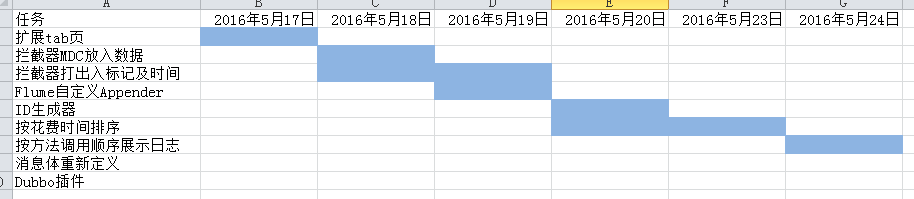 A B C D E F G
任务 2016年5月17日 2016年5月18日 2016年5月19日 2016年5月20日 2016年5月23日 2016年5月24日
扩展tab页
拦截器MDC放入数据
拦截器打出入标记及时间
Flume自定义Appender
ID生成器
按花费时间排序
按方法调用顺序展示日志
消息体重新定义
Dubbo插件